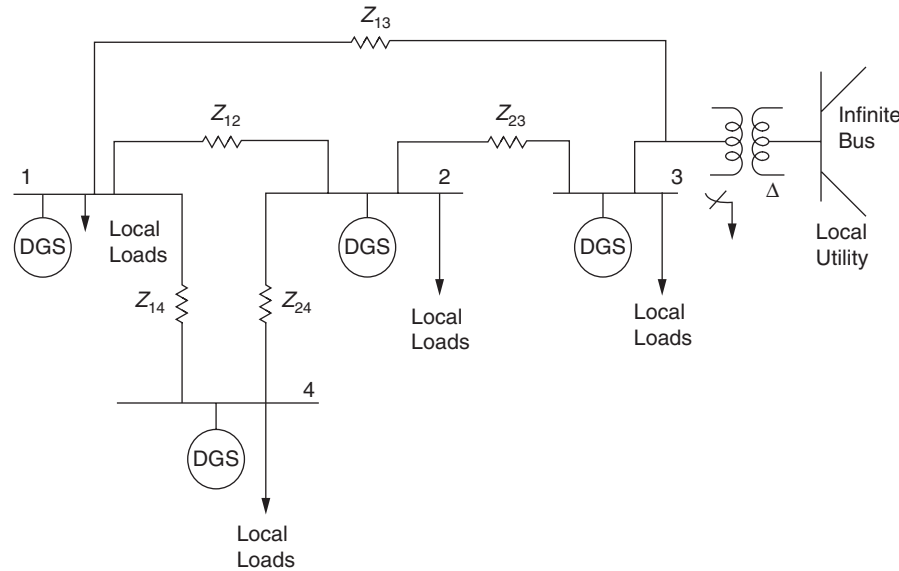 Z13
Z12
Z23
Infinite
Bus
1
2
3
Δ
DGS
Local
Loads
DGS
DGS
Local
Utility
Z14
Z24
Local
Loads
Local
Loads
4
DGS
Local
Loads